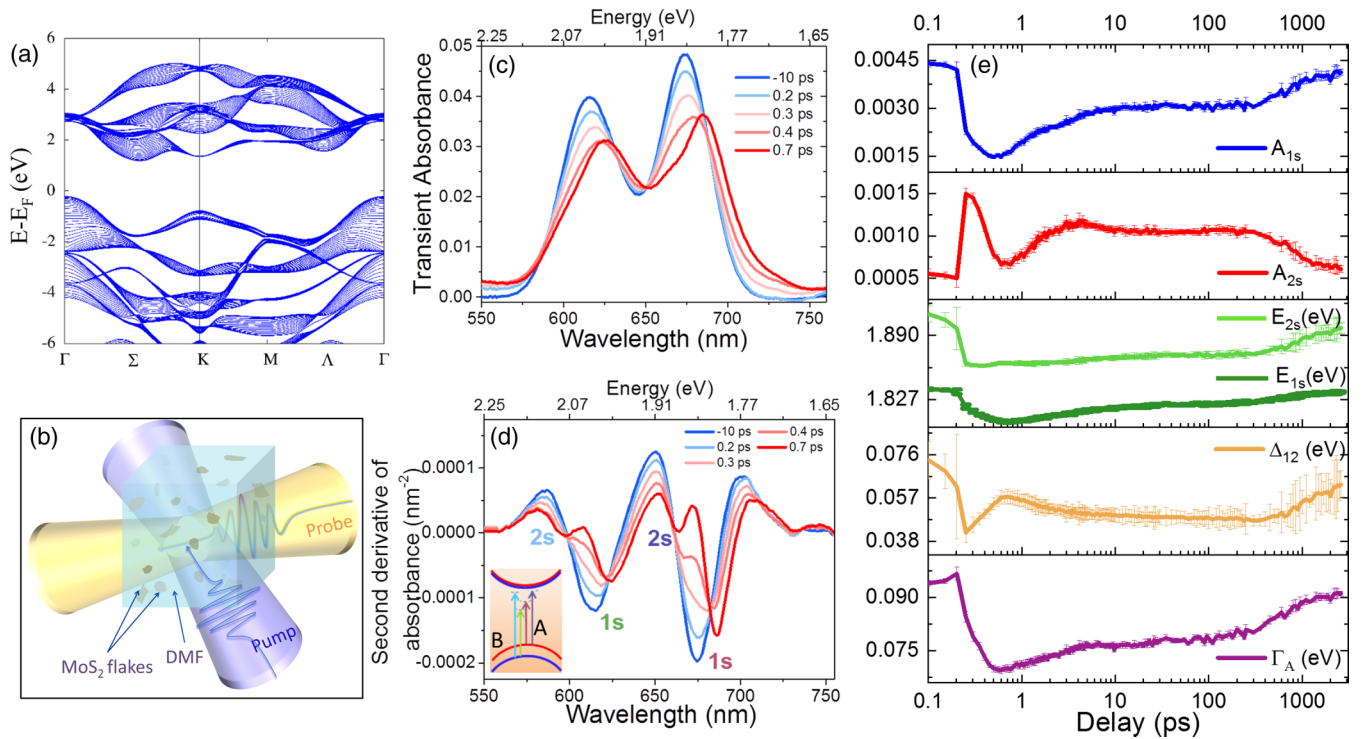 (a)
6
4
2
0
-2
-4
-6
E-E_F (eV)
Γ Σ K M Λ Γ
(b)
Probe
Pump
MoS₂ flakes
DMF
Energy (eV)
2.25 2.07 1.91 1.77 1.65
(c)
-10 ps
0.2 ps
0.3 ps
0.4 ps
0.7 ps
Transient Absorbance
0.05
0.04
0.03
0.02
0.01
0.00
550 600 650 700 750
Wavelength (nm)
Energy (eV)
2.25 2.07 1.91 1.77 1.65
(d)
-10 ps 0.4 ps
0.2 ps 0.7 ps
0.3 ps
Second derivative of
absorbance (nm⁻²)
0.0001
0.0000
-0.0001
-0.0002
2s
1s
2s
1s
B A
550 600 650 700 750
Wavelength (nm)
0.1 1 10 100 1000
(e)
0.0045
0.0030
0.0015
A₁ₛ
0.0015
0.0010
0.0005
A₂ₛ
1.890
1.827
E₂ₛ(eV)
E₁ₛ(eV)
0.076
0.057
0.038
Δ₁₂ (eV)
0.090
0.075
Γ_A (eV)
0.1 1 10 100 1000
Delay (ps)